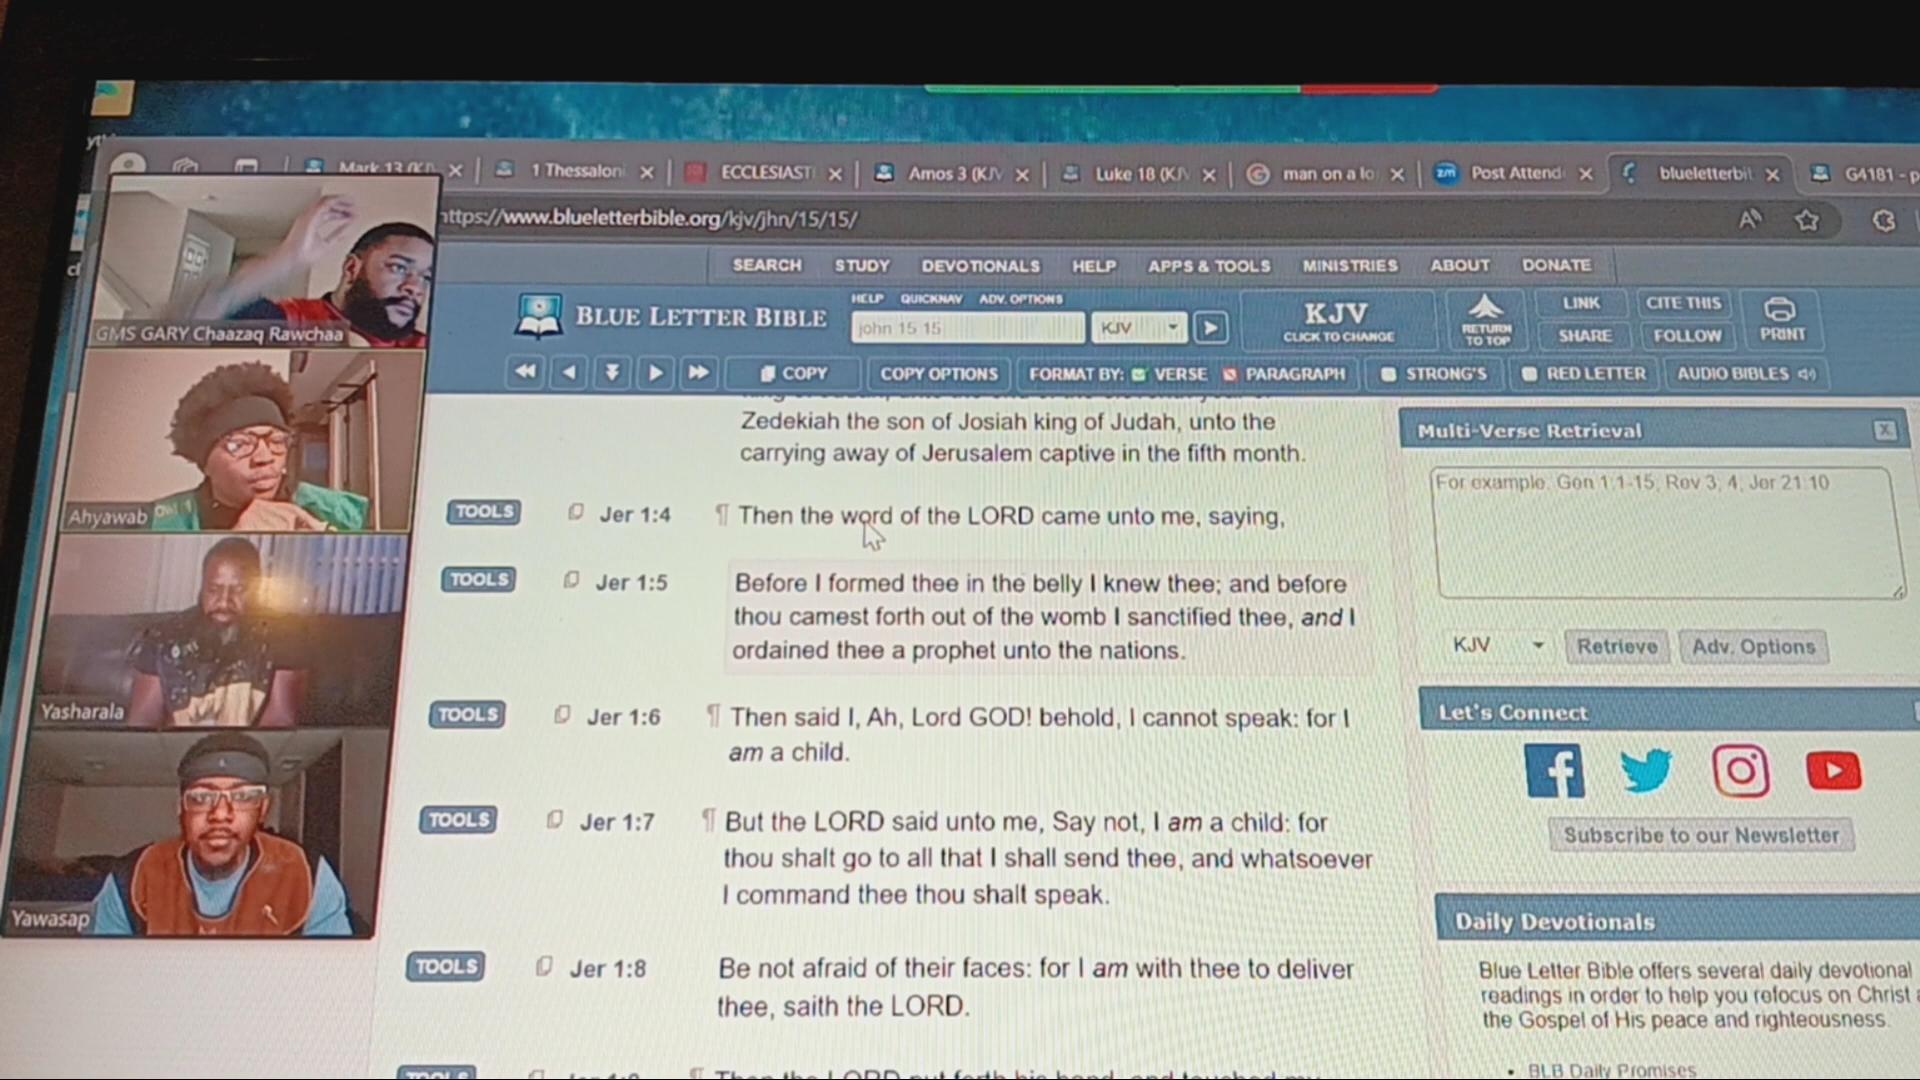 Mark 13 (KJV
1 Thessaloni
ECCLESIAST
Amos 3 (KJV
Luke 18 (KJV
man on a lo
Post Attend
blueletterbit
G4181 - p
ttps://www.blueletterbible.org/kjv/jhn/15/15/
SEARCH STUDY DEVOTIONALS HELP APPS & TOOLS MINISTRIES ABOUT DONATE
HELP QUICKNAV ADV. OPTIONS
BLUE LETTER BIBLE
john 15 15
KJV
KJV
CLICK TO CHANGE
RETURN
TO TOP
LINK
CITE THIS
SHARE
FOLLOW
PRINT
COPY
COPY OPTIONS
FORMAT BY: VERSE PARAGRAPH
STRONG'S
RED LETTER
AUDIO BIBLES
GMS GARY Chaazaq Rawchaa
Ahyawab
Yasharala
Yawasap
Zedekiah the son of Josiah king of Judah, unto the
carrying away of Jerusalem captive in the fifth month.
TOOLS Jer 1:4 ¶ Then the word of the LORD came unto me, saying,
TOOLS Jer 1:5 Before I formed thee in the belly I knew thee; and before
thou camest forth out of the womb I sanctified thee, and I
ordained thee a prophet unto the nations.
TOOLS Jer 1:6 ¶ Then said I, Ah, Lord GOD! behold, I cannot speak: for I
am a child.
TOOLS Jer 1:7 ¶ But the LORD said unto me, Say not, I am a child: for
thou shalt go to all that I shall send thee, and whatsoever
I command thee thou shalt speak.
TOOLS Jer 1:8 Be not afraid of their faces: for I am with thee to deliver
thee, saith the LORD.
Multi-Verse Retrieval
For example, Gen 1:1-15; Rev 3; 4; Jer 21:10
KJV
Retrieve
Adv. Options
Let's Connect
Subscribe to our Newsletter
Daily Devotionals
Blue Letter Bible offers several daily devotional
readings in order to help you refocus on Christ
the Gospel of His peace and righteousness.
• BLB Daily Promises